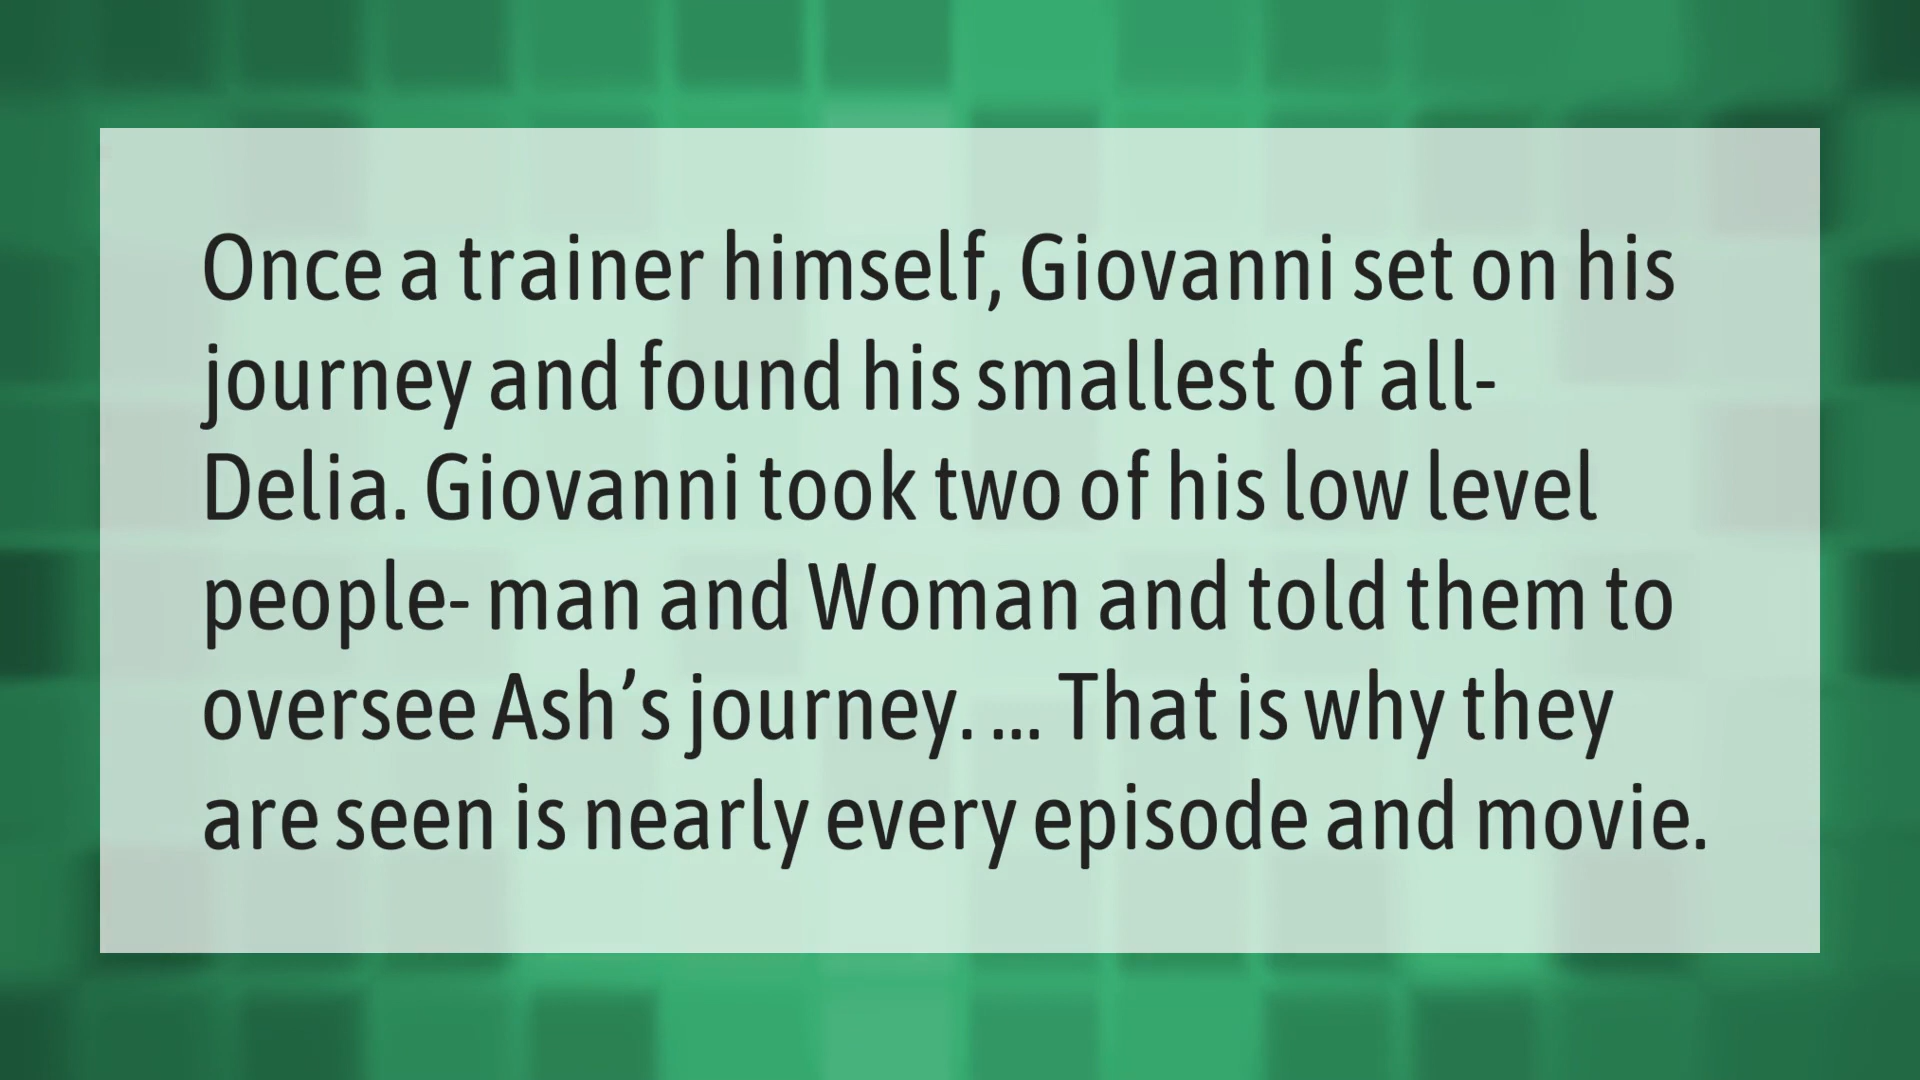 Once a trainer himself, Giovanni set on his
journey and found his smallest of all-
Delia. Giovanni took two of his low level
people- man and Woman and told them to
oversee Ash’s journey. ... That is why they
are seen is nearly every episode and movie.